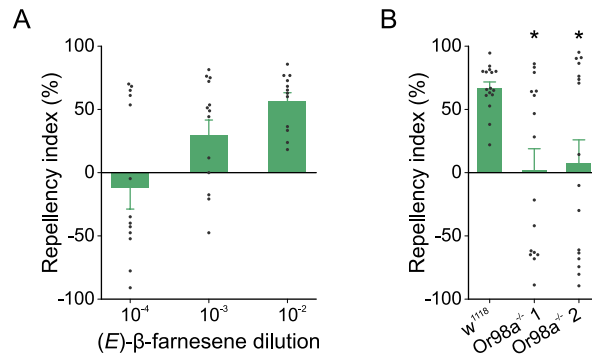 A
Repellency index (%)
100
50
0
-50
-100
10⁻⁴ 10⁻³ 10⁻²
(E)-β-farnesene dilution
B
Repellency index (%)
100
50
0
-50
-100
* *
w¹¹¹⁸
Or98a⁻/⁻ 1
Or98a⁻/⁻ 2